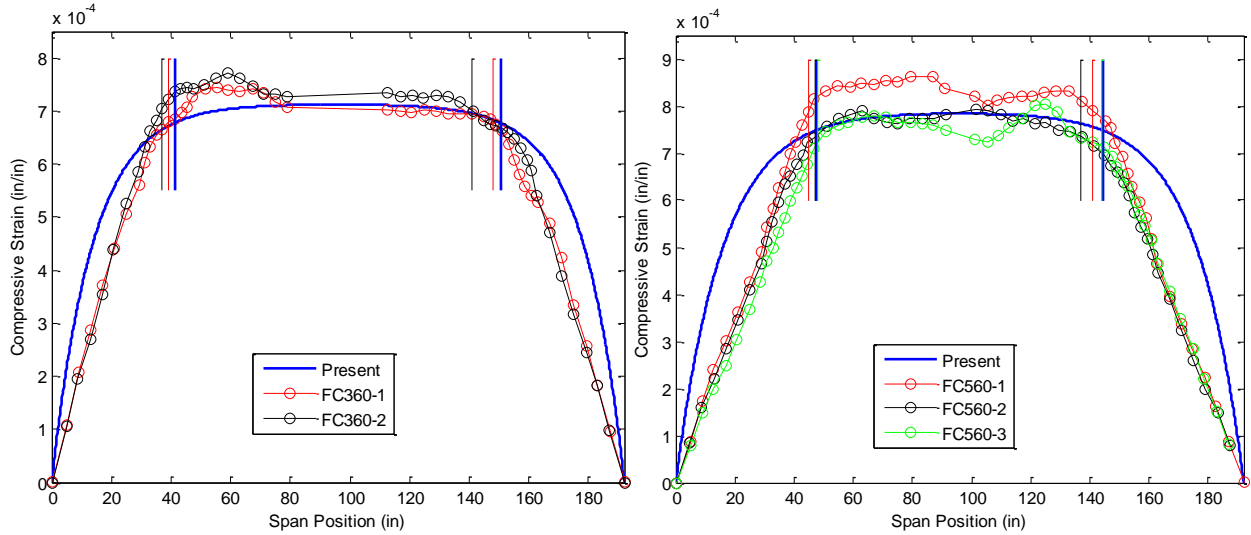 x 10⁻⁴
8
7
6
5
4
3
2
1
0
Compressive Strain (in/in)
0 20 40 60 80 100 120 140 160 180
Span Position (in)
Present
FC360-1
FC360-2
x 10⁻⁴
9
8
7
6
5
4
3
2
1
0
Compressive Strain (in/in)
0 20 40 60 80 100 120 140 160 180
Span Position (in)
Present
FC560-1
FC560-2
FC560-3